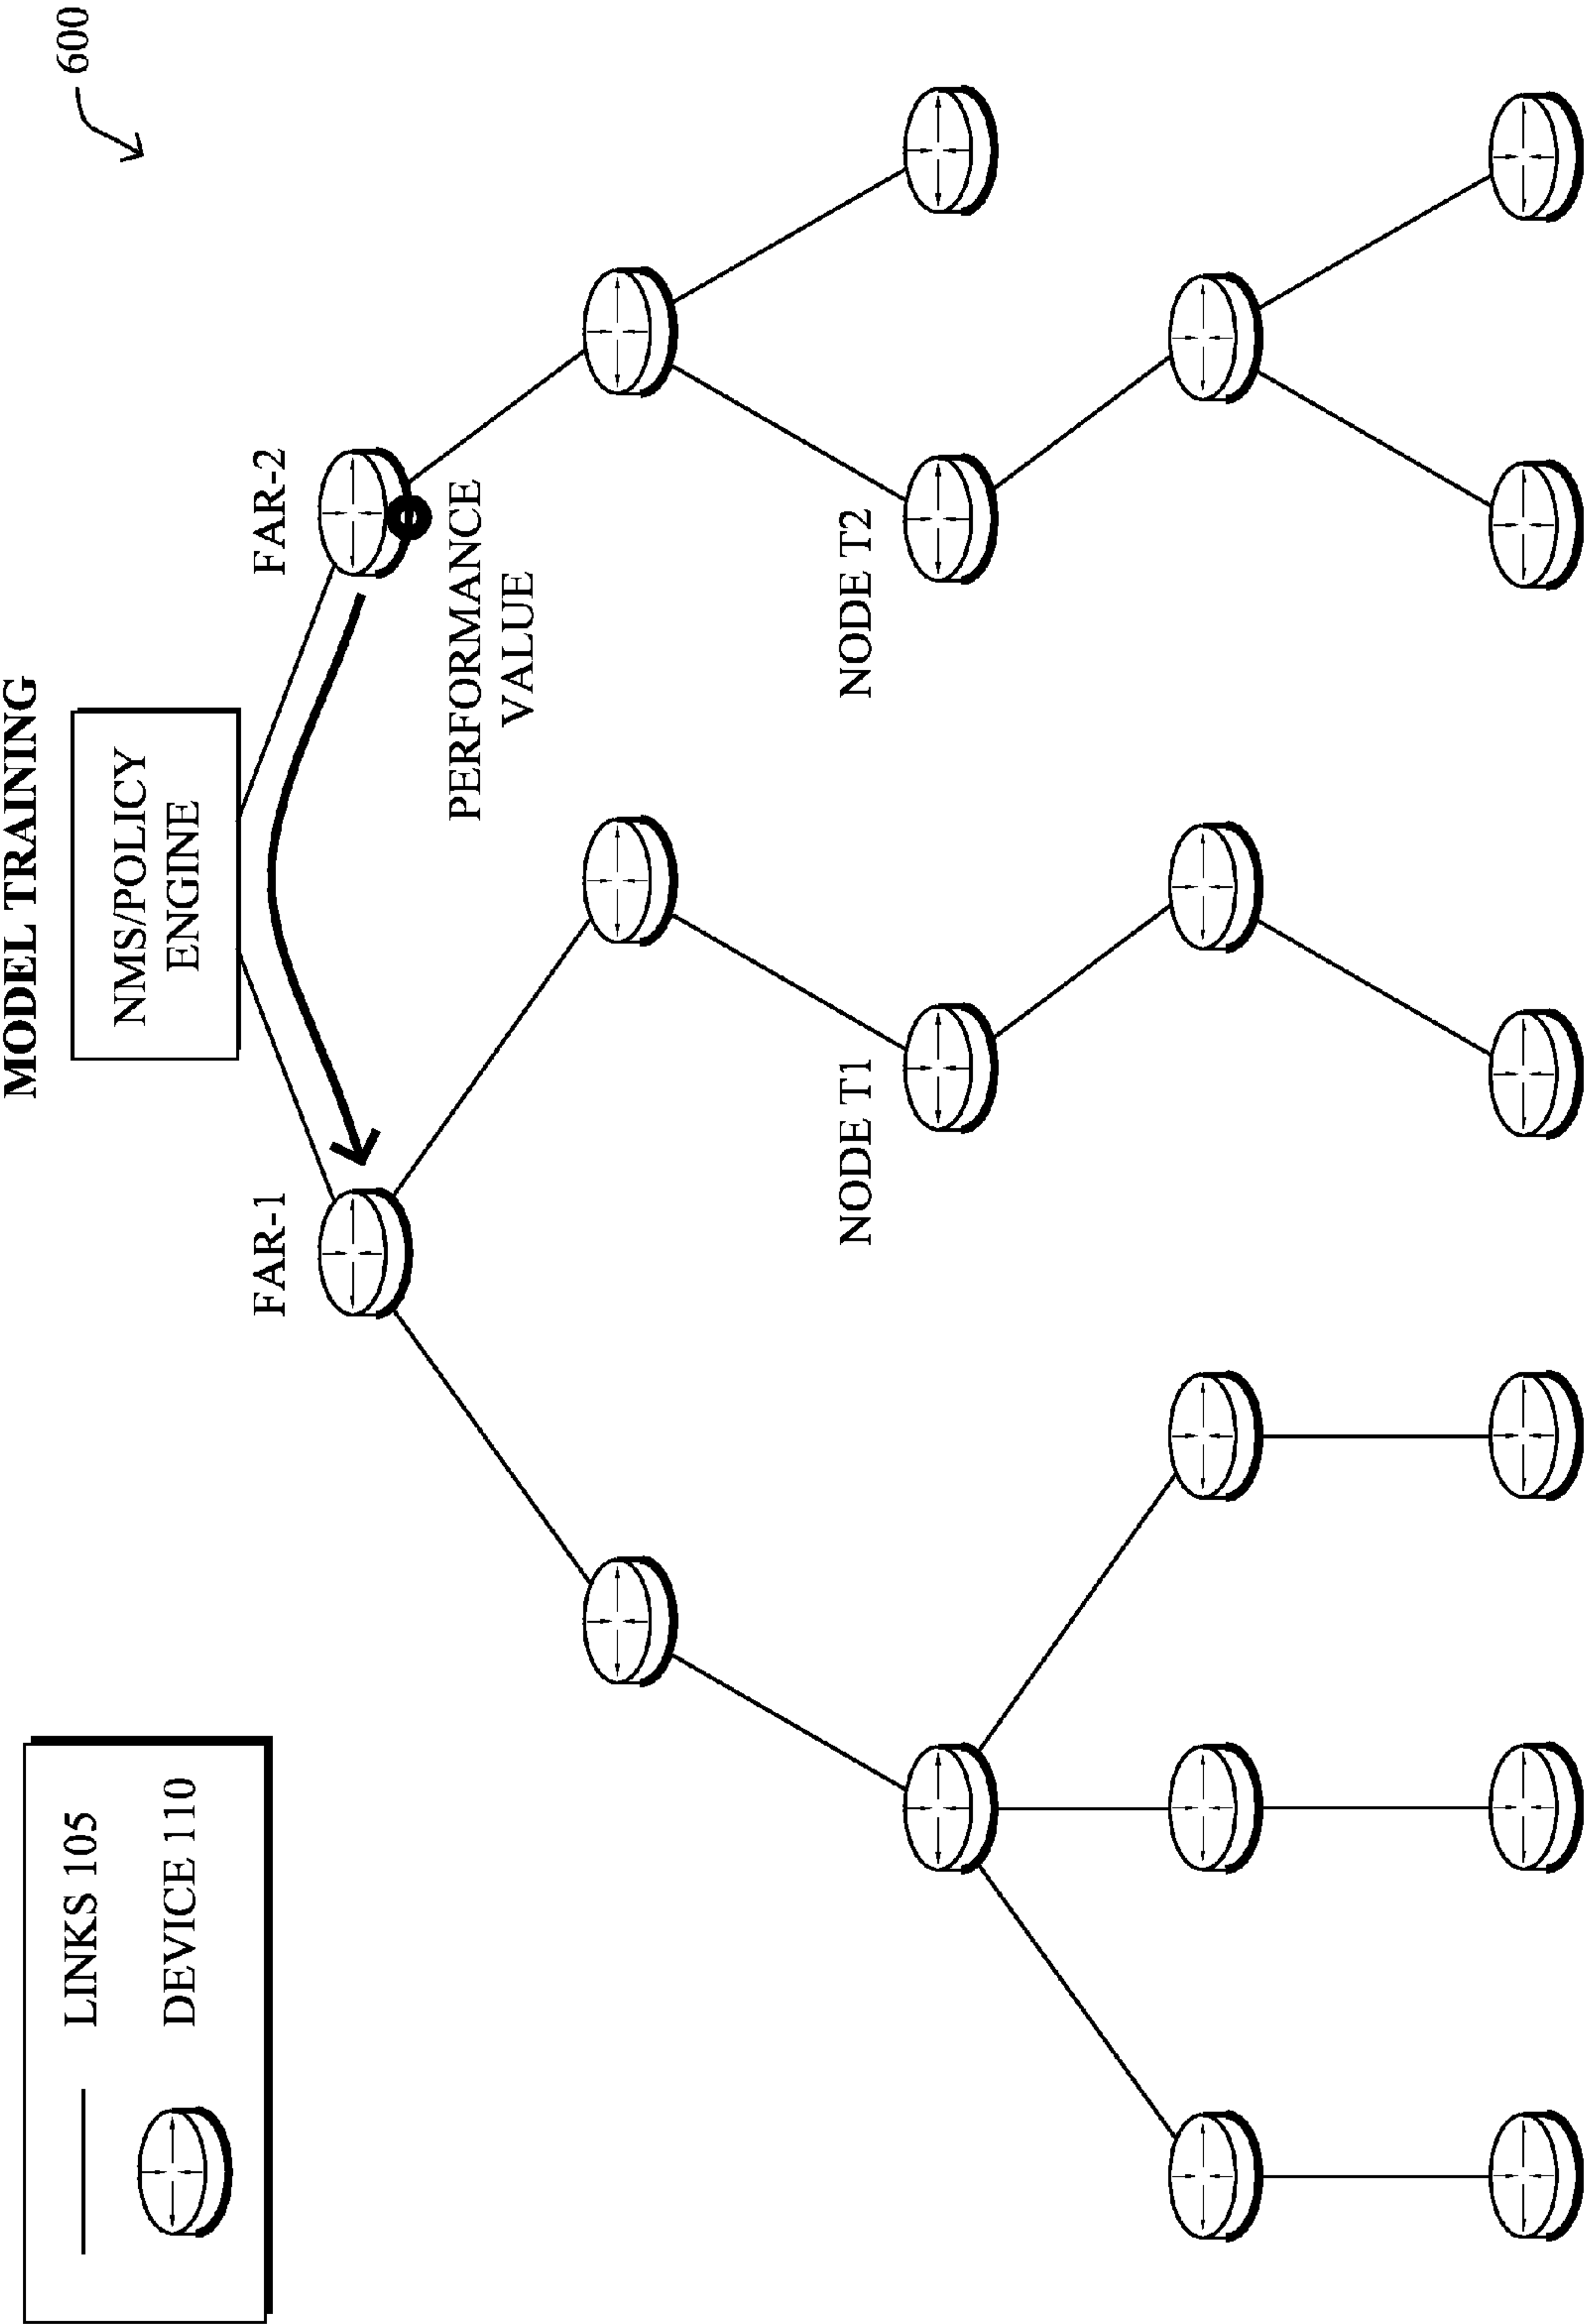 LINKS 105
DEVICE 110
MODEL TRAINING
600
NMS/POLICY
ENGINE
FAR-1
FAR-2
PERFORMANCE
VALUE
NODE T1
NODE T2